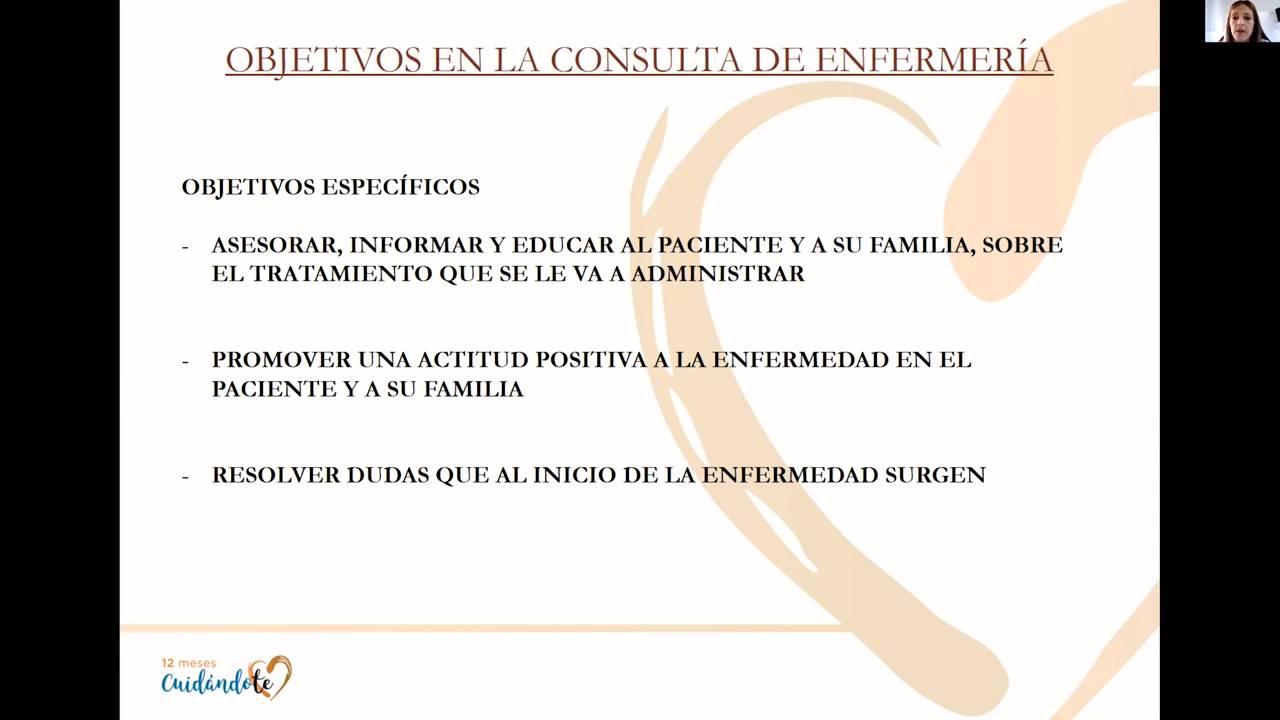 OBJETIVOS EN LA CONSULTA DE ENFERMERÍA
OBJETIVOS ESPECÍFICOS
- ASESORAR, INFORMAR Y EDUCAR AL PACIENTE Y A SU FAMILIA, SOBRE
EL TRATAMIENTO QUE SE LE VA A ADMINISTRAR
- PROMOVER UNA ACTITUD POSITIVA A LA ENFERMEDAD EN EL
PACIENTE Y A SU FAMILIA
- RESOLVER DUDAS QUE AL INICIO DE LA ENFERMEDAD SURGEN
12 meses
Cuidándote